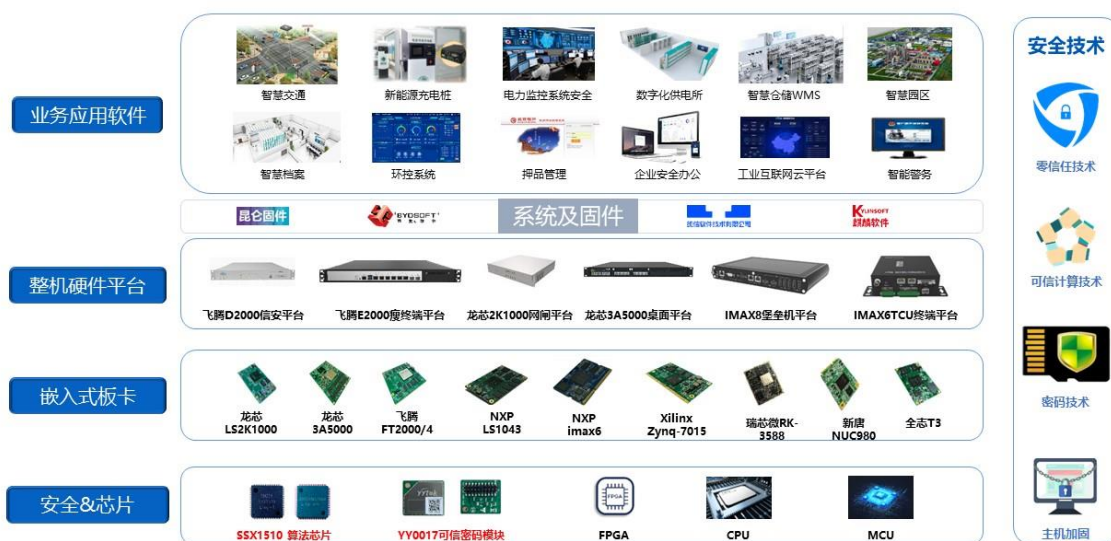 安全技术
业务应用软件
智慧交通
新能源充电桩
电力监控系统安全
数字化供电所
智慧仓储WMS
智慧园区
智慧档案
环控系统
押品管理
企业安全办公
工业互联网云平台
智能警务
零信任技术
昆仑固件
BYOSOFT
系统及固件
KYLINSOFT
麒麟软件
可信计算技术
整机硬件平台
飞腾D2000信安平台
飞腾E2000瘦终端平台
龙芯2K1000网闸平台
龙芯3A5000桌面平台
IMAX8堡垒机平台
IMAX6TCU终端平台
嵌入式板卡
龙芯
LS2K1000
龙芯
3A5000
飞腾
FT2000/4
NXP
LS1043
NXP
imax6
Xilinx
Zynq-7015
瑞芯微RK-
3588
新唐
NUC980
全志T3
密码技术
安全&芯片
SSX1510 算法芯片
YY0017可信密码模块
FPGA
FPGA
CPU
MCU
主机加固